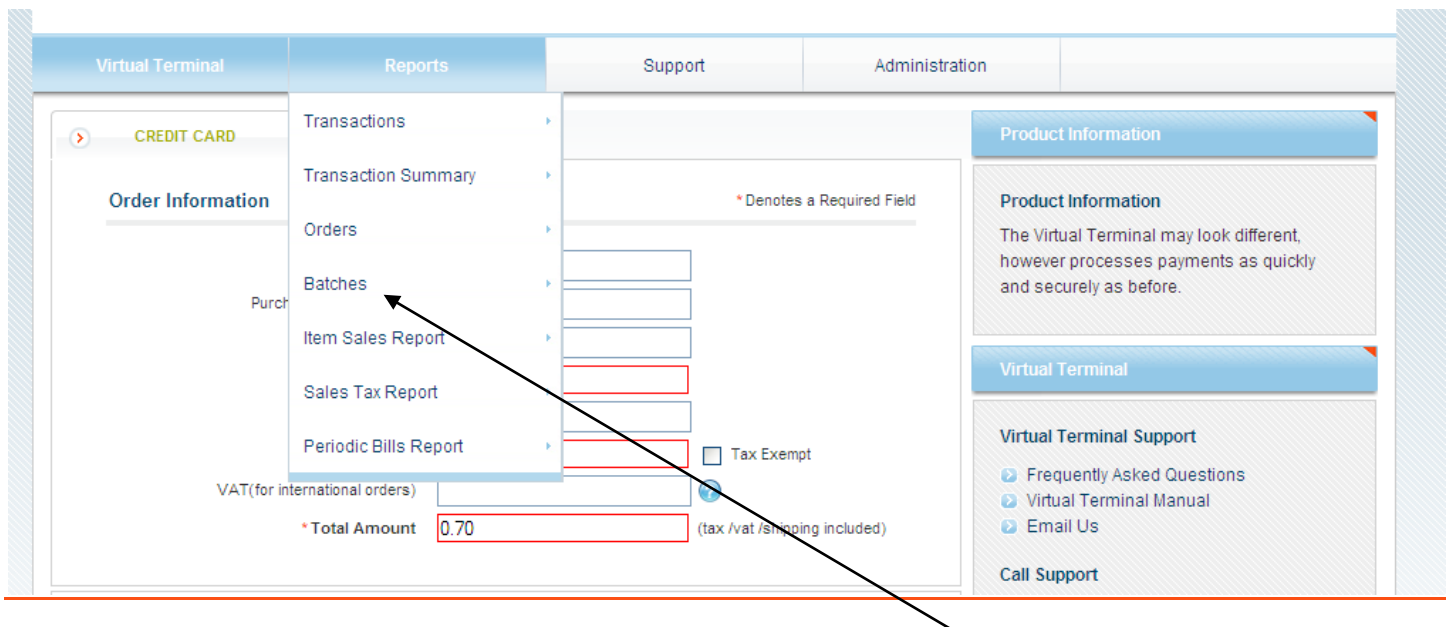 Virtual Terminal Reports Support Administration
CREDIT CARD
Order Information
* Denotes a Required Field
Transactions
Transaction Summary
Orders
Batches
Item Sales Report
Sales Tax Report
Periodic Bills Report
Tax Exempt
VAT(for international orders)
* Total Amount 0.70 (tax /vat /shipping included)
Product Information
Product Information
The Virtual Terminal may look different,
however processes payments as quickly
and securely as before.
Virtual Terminal
Virtual Terminal Support
Frequently Asked Questions
Virtual Terminal Manual
Email Us
Call Support